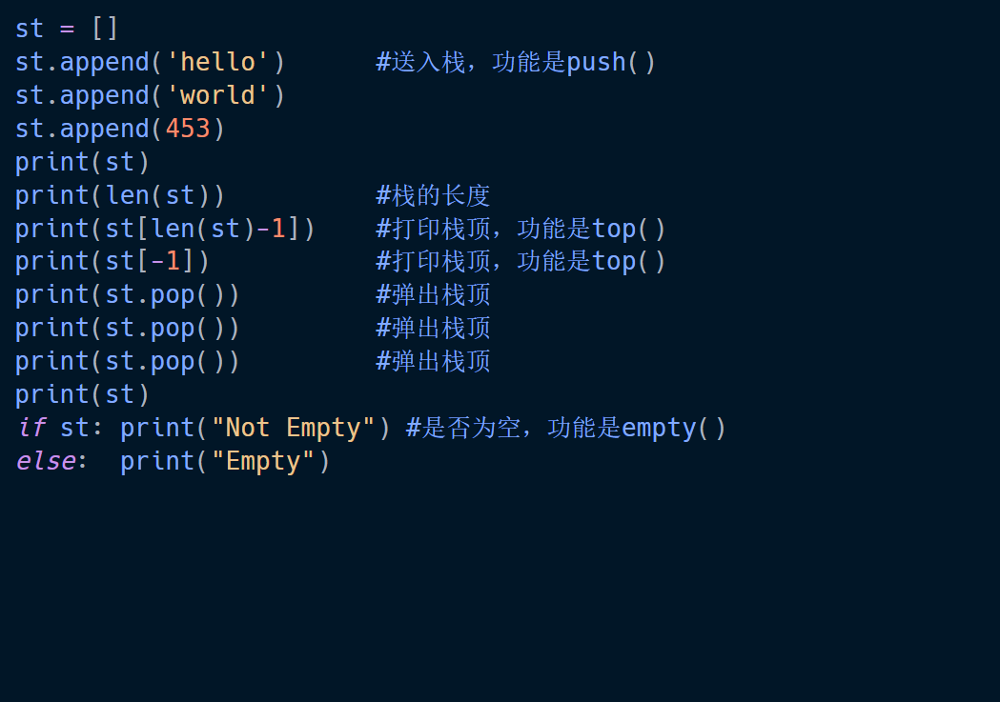 st = []
st.append('hello')      #送入栈，功能是push()
st.append('world')
st.append(453)
print(st)
print(len(st))          #栈的长度
print(st[len(st)-1])    #打印栈顶，功能是top()
print(st[-1])           #打印栈顶，功能是top()
print(st.pop())         #弹出栈顶
print(st.pop())         #弹出栈顶
print(st.pop())         #弹出栈顶
print(st)
if st: print("Not Empty") #是否为空，功能是empty()
else:  print("Empty")